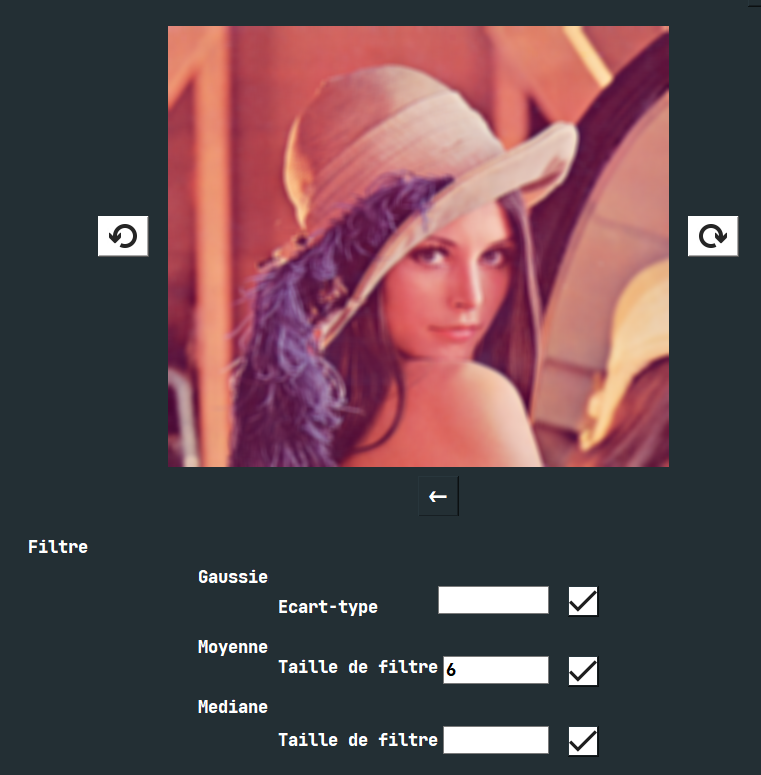 Filtre
Gaussie
Ecart-type
Moyenne
Taille de filtre 6
Mediane
Taille de filtre